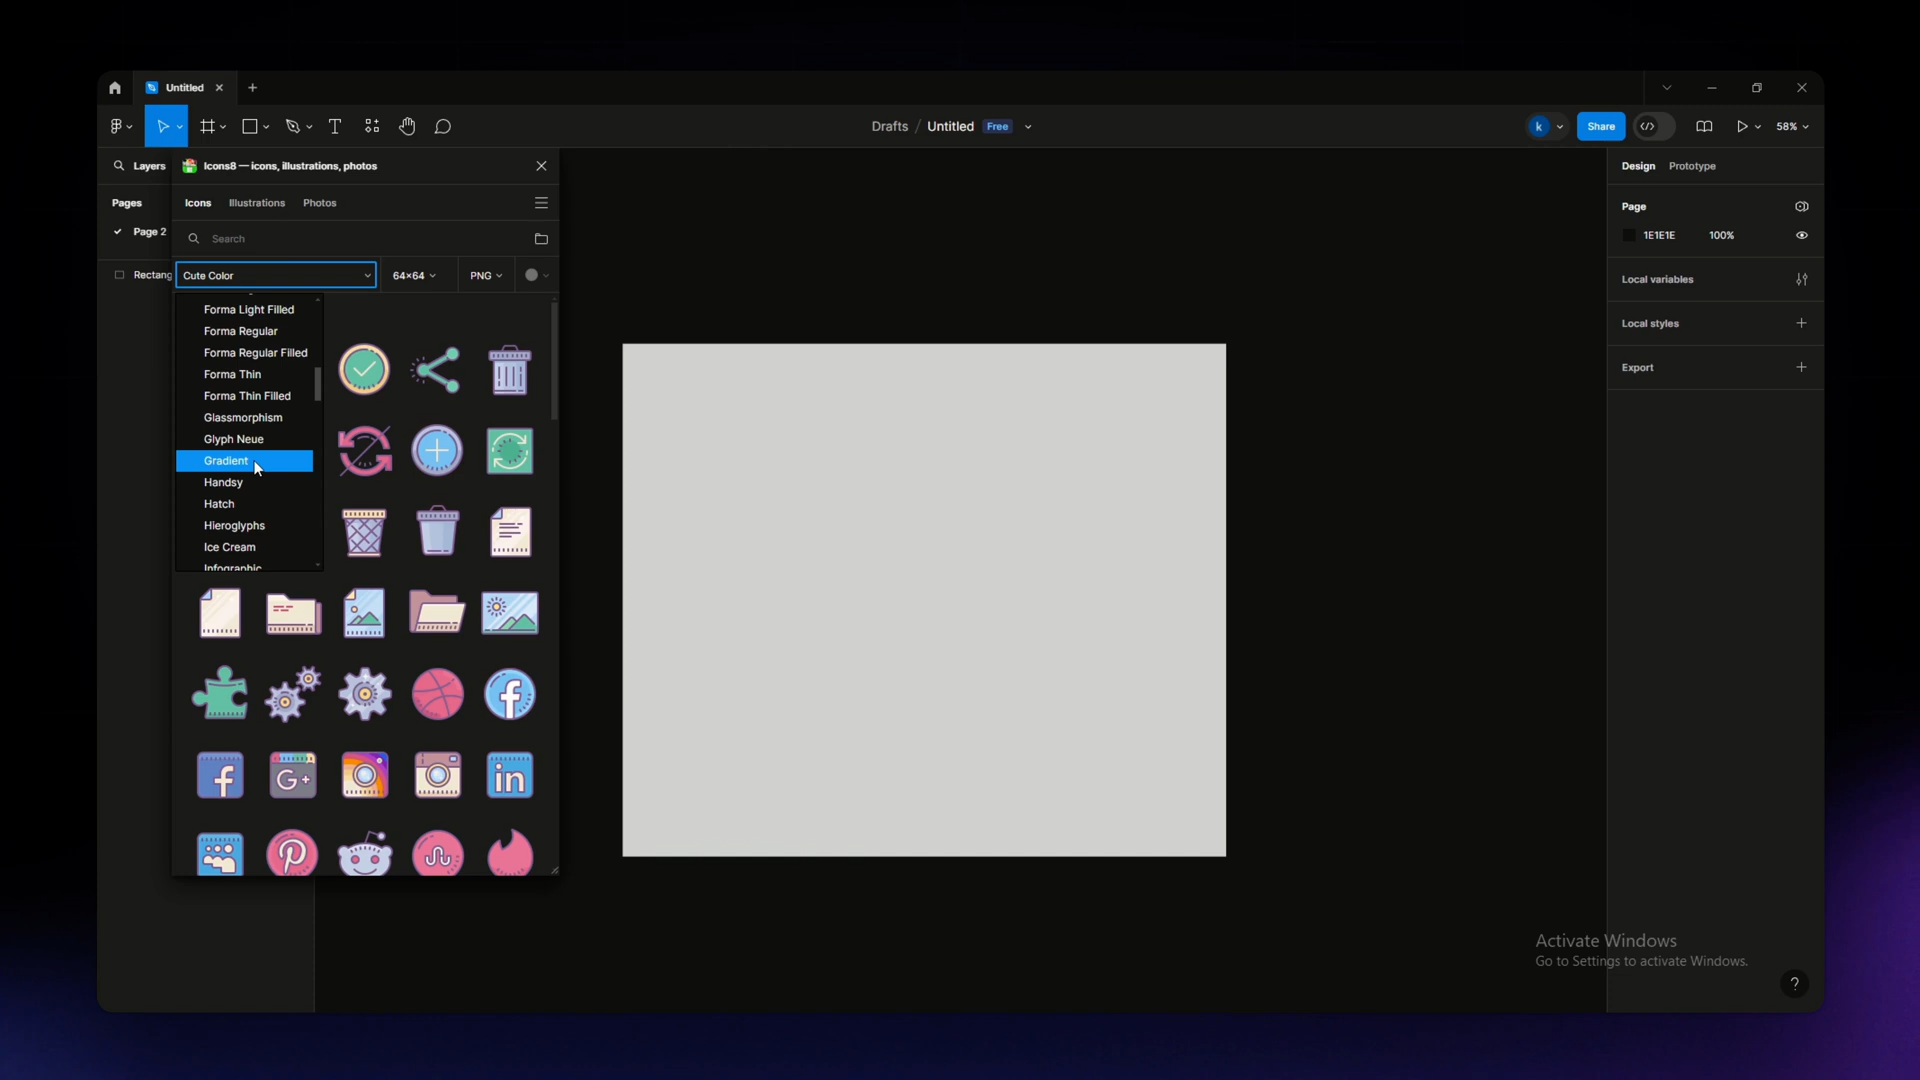 Untitled
Drafts / Untitled Free
k
Share
58%
Layers
Icons8 — icons, illustrations, photos
Design Prototype
Pages
Icons Illustrations Photos
Page
Page 2
Search
1E1E1E 100%
Rectang
Cute Color
64×64
PNG
Local variables
Forma Light Filled
Forma Regular
Local styles
Forma Regular Filled
Export
Forma Thin
Forma Thin Filled
Glassmorphism
Glyph Neue
Gradient
Handsy
Hatch
Hieroglyphs
Ice Cream
Infographic
f
f
G+
in
Activate Windows
Go to Settings to activate Windows.
?